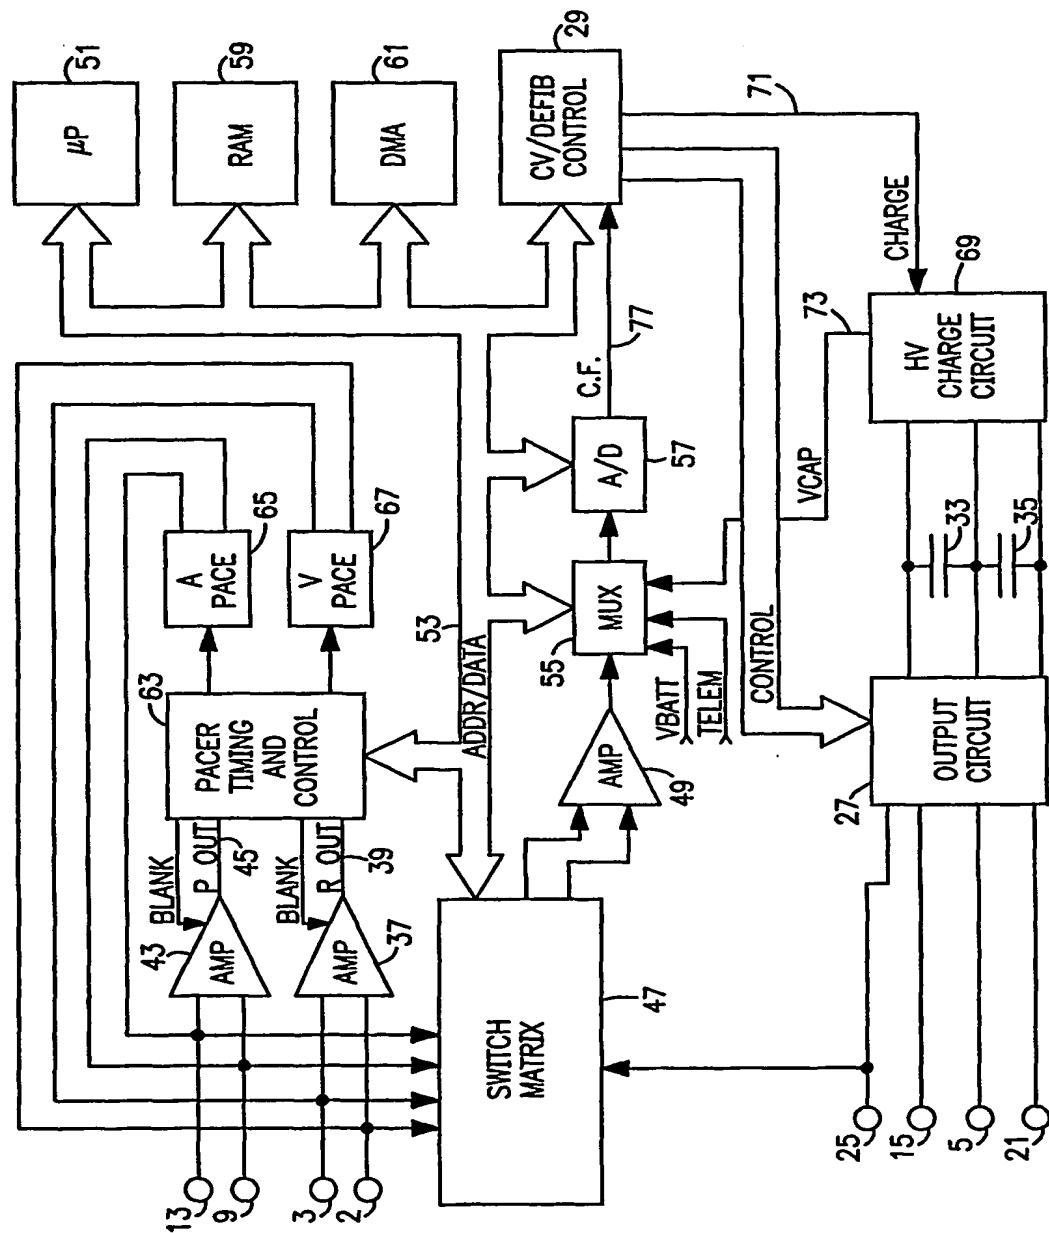 13
9
3
2
43
AMP
BLANK
P OUT
45
37
AMP
BLANK
R OUT
39
63
PACER
TIMING
AND
CONTROL
A
PACE
65
V
PACE
67
μP
51
RAM
59
DMA
61
CV/DEFIB
CONTROL
29
53
ADDR/DATA
SWITCH
MATRIX
47
AMP
49
55
MUX
A/D
57
C.F.
77
VBATT
TELEM
CONTROL
VCAP
73
CHARGE
71
HV
CHARGE
CIRCUIT
69
33
35
27
OUTPUT
CIRCUIT
25
15
5
21